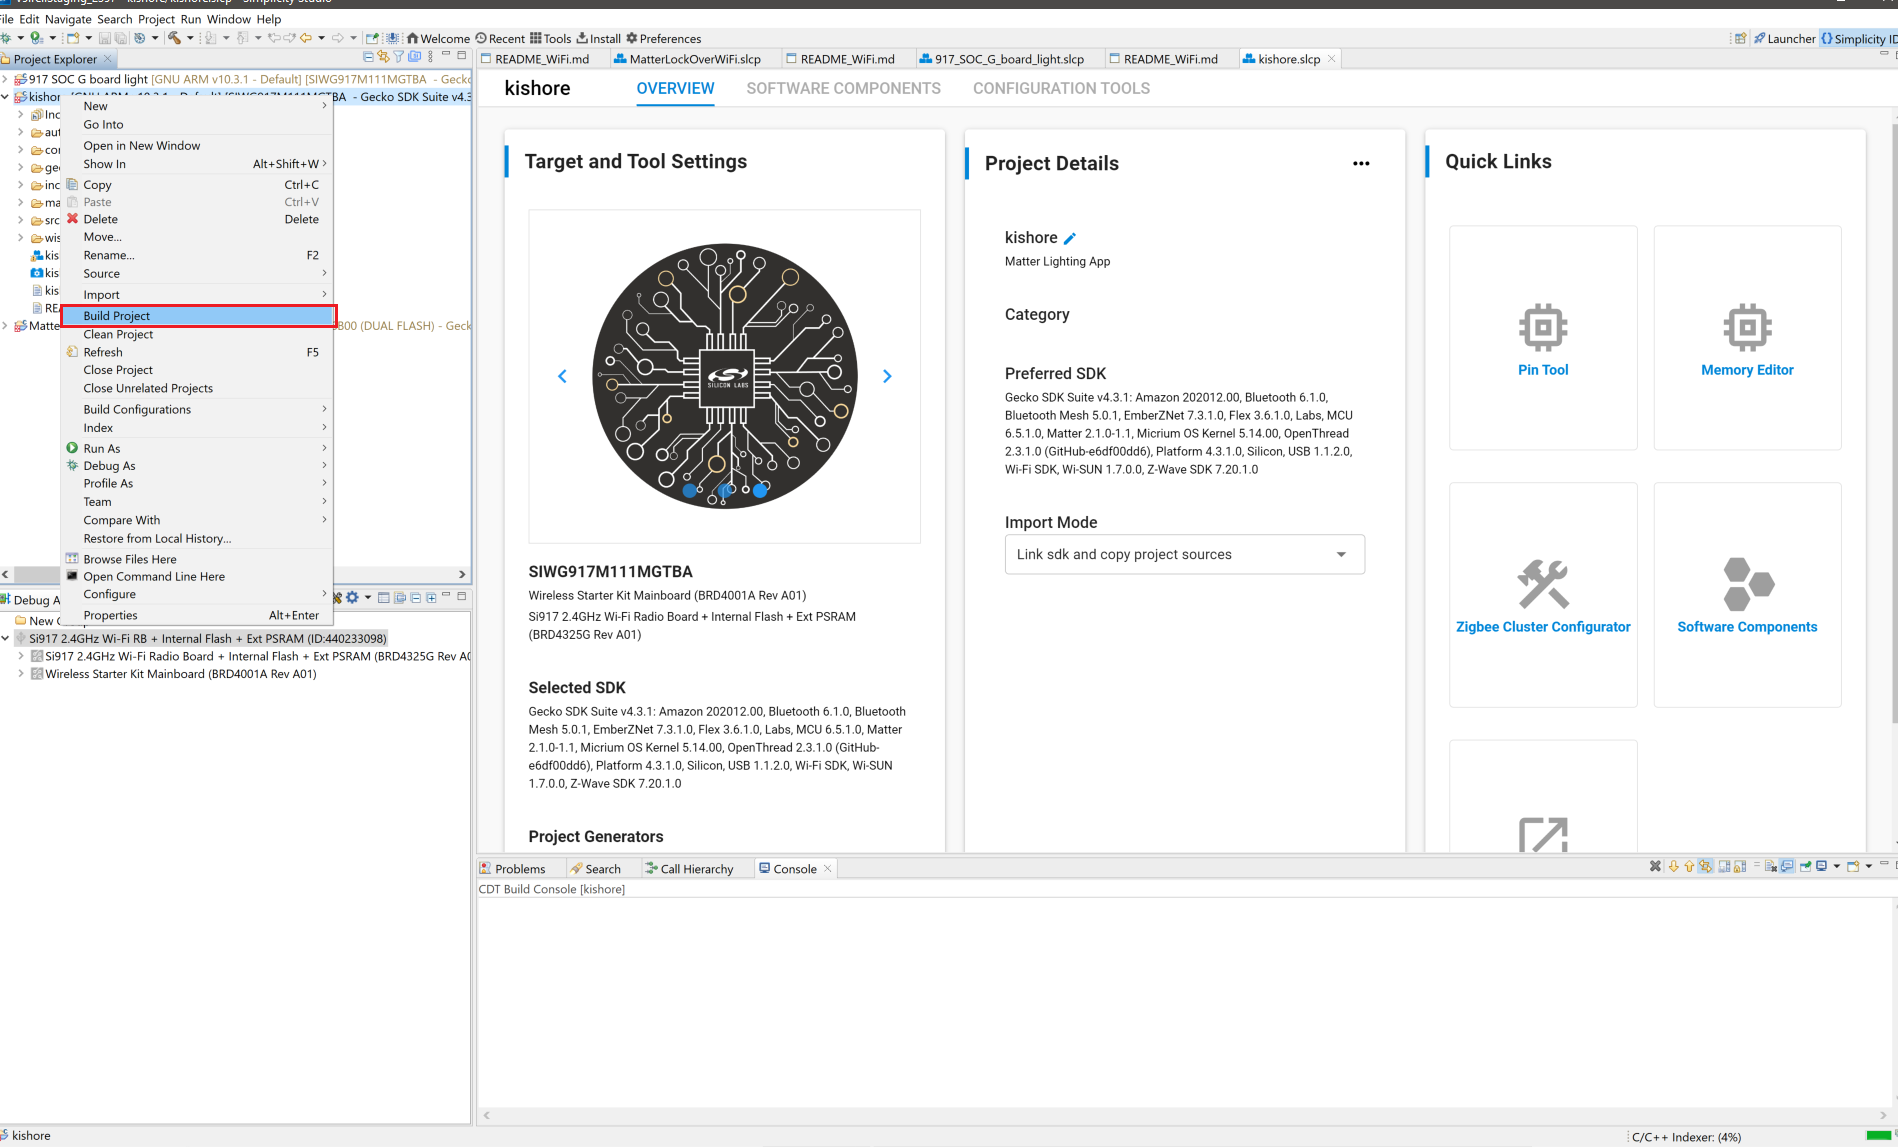 File Edit Navigate Search Project Run Window Help
Welcome Recent Tools Install Preferences
Launcher Simplicity ID
Project Explorer
README_WiFi.md
MatterLockOverWiFi.slcp
README_WiFi.md
917_SOC_G_board_light.slcp
README_WiFi.md
kishore.slcp
917 SOC G board light [GNU ARM v10.3.1 - Default] [SIWG917M111MGTBA - Gecko
- Gecko SDK Suite v4.3
New
Go Into
Open in New Window
Show In Alt+Shift+W
Copy Ctrl+C
Paste Ctrl+V
Delete Delete
Move...
Rename... F2
Source
Import
Build Project
Clean Project
Refresh F5
Close Project
Close Unrelated Projects
Build Configurations
Index
Run As
Debug As
Profile As
Team
Compare With
Restore from Local History...
Browse Files Here
Open Command Line Here
Configure
Properties Alt+Enter
Matte
B00 (DUAL FLASH) - Geck
Debug A
New
Si917 2.4GHz Wi-Fi RB + Internal Flash + Ext PSRAM (ID:440233098)
Si917 2.4GHz Wi-Fi Radio Board + Internal Flash + Ext PSRAM (BRD4325G Rev A0
Wireless Starter Kit Mainboard (BRD4001A Rev A01)
kishore
OVERVIEW
SOFTWARE COMPONENTS
CONFIGURATION TOOLS
Target and Tool Settings
SILICON LABS
SIWG917M111MGTBA
Wireless Starter Kit Mainboard (BRD4001A Rev A01)
Si917 2.4GHz Wi-Fi Radio Board + Internal Flash + Ext PSRAM
(BRD4325G Rev A01)
Selected SDK
Gecko SDK Suite v4.3.1: Amazon 202012.00, Bluetooth 6.1.0, Bluetooth
Mesh 5.0.1, EmberZNet 7.3.1.0, Flex 3.6.1.0, Labs, MCU 6.5.1.0, Matter
2.1.0-1.1, Micrium OS Kernel 5.14.00, OpenThread 2.3.1.0 (GitHub-
e6df00dd6), Platform 4.3.1.0, Silicon, USB 1.1.2.0, Wi-Fi SDK, Wi-SUN
1.7.0.0, Z-Wave SDK 7.20.1.0
Project Generators
Project Details
kishore
Matter Lighting App
Category
Preferred SDK
Gecko SDK Suite v4.3.1: Amazon 202012.00, Bluetooth 6.1.0,
Bluetooth Mesh 5.0.1, EmberZNet 7.3.1.0, Flex 3.6.1.0, Labs, MCU
6.5.1.0, Matter 2.1.0-1.1, Micrium OS Kernel 5.14.00, OpenThread
2.3.1.0 (GitHub-e6df00dd6), Platform 4.3.1.0, Silicon, USB 1.1.2.0,
Wi-Fi SDK, Wi-SUN 1.7.0.0, Z-Wave SDK 7.20.1.0
Import Mode
Link sdk and copy project sources
Quick Links
Pin Tool
Memory Editor
Zigbee Cluster Configurator
Software Components
Problems
Search
Call Hierarchy
Console
CDT Build Console [kishore]
kishore
C/C++ Indexer: (4%)